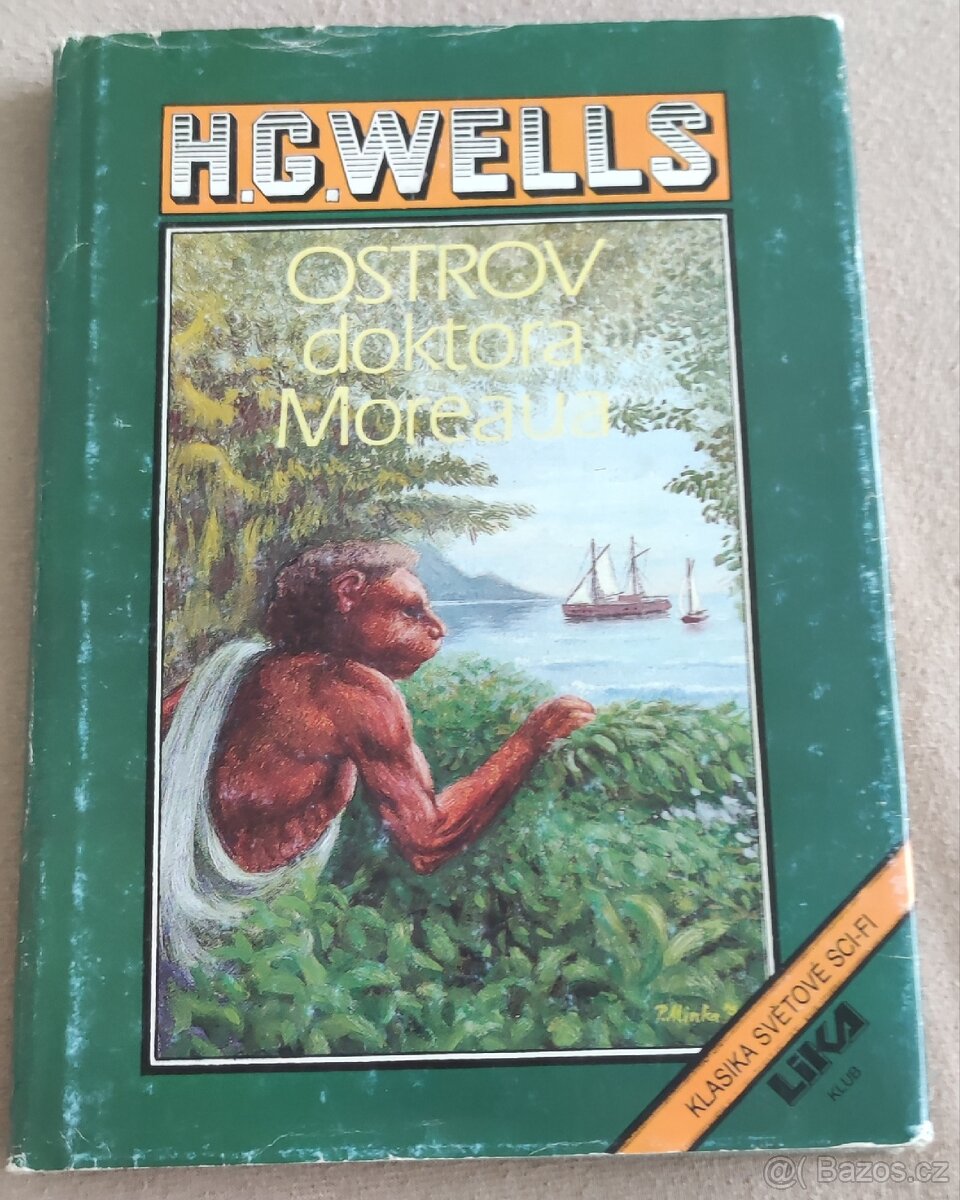 H.G.WELLS
OSTROV
doktora
Moreaua
P.Minka
KLASIKA SVĚTOVÉ SCI-FI
LiKA
KLUB
@( Bazos.cz